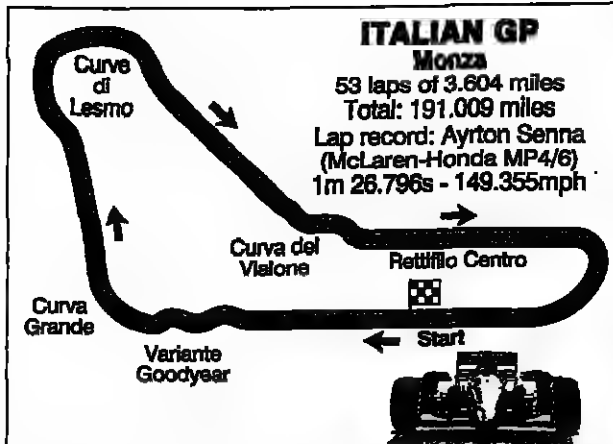 ITALIAN GP
Monza
53 laps of 3.604 miles
Total: 191.009 miles
Lap record: Ayrton Senna
(McLaren-Honda MP4/6)
1m 26.796s - 149.355mph
Curve
di
Lesmo
Curva del
Vialone
Rettifilo Centro
Curva
Grande
Variante
Goodyear
Start